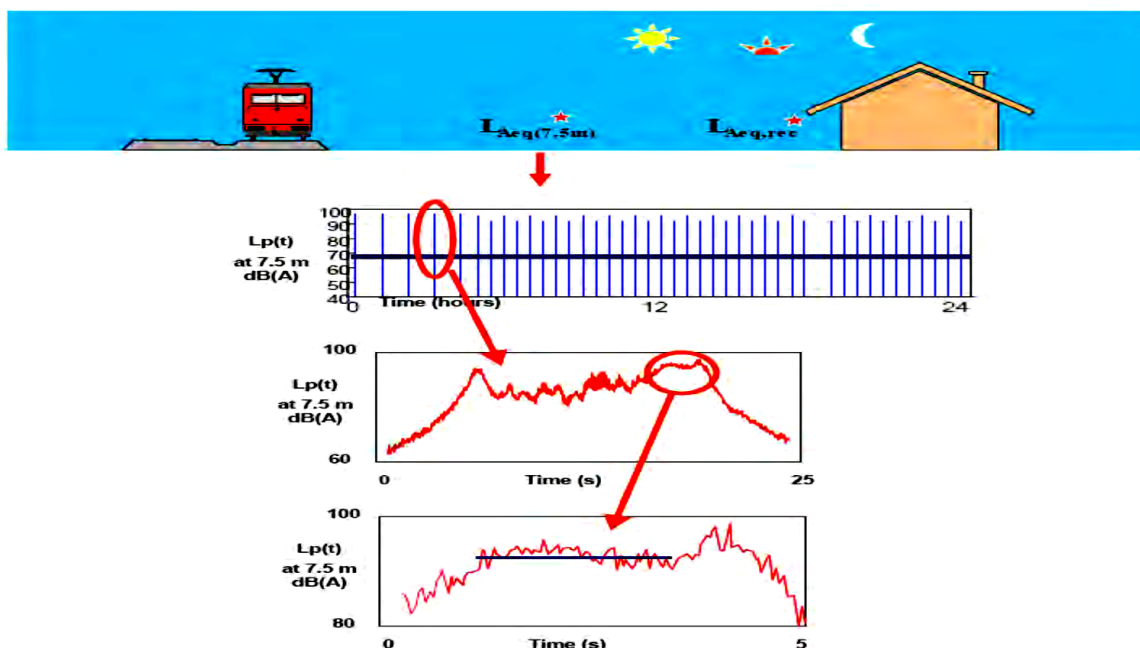 LAeq(7.5m) LAeq,rec
100
90
80
70
60
50
40
Lp(t)
at 7.5 m
dB(A)
0 12 24
Time (hours)
100
Lp(t)
at 7.5 m
dB(A)
60
0 Time (s) 25
100
Lp(t)
at 7.5 m
dB(A)
80
0 Time (s) 5